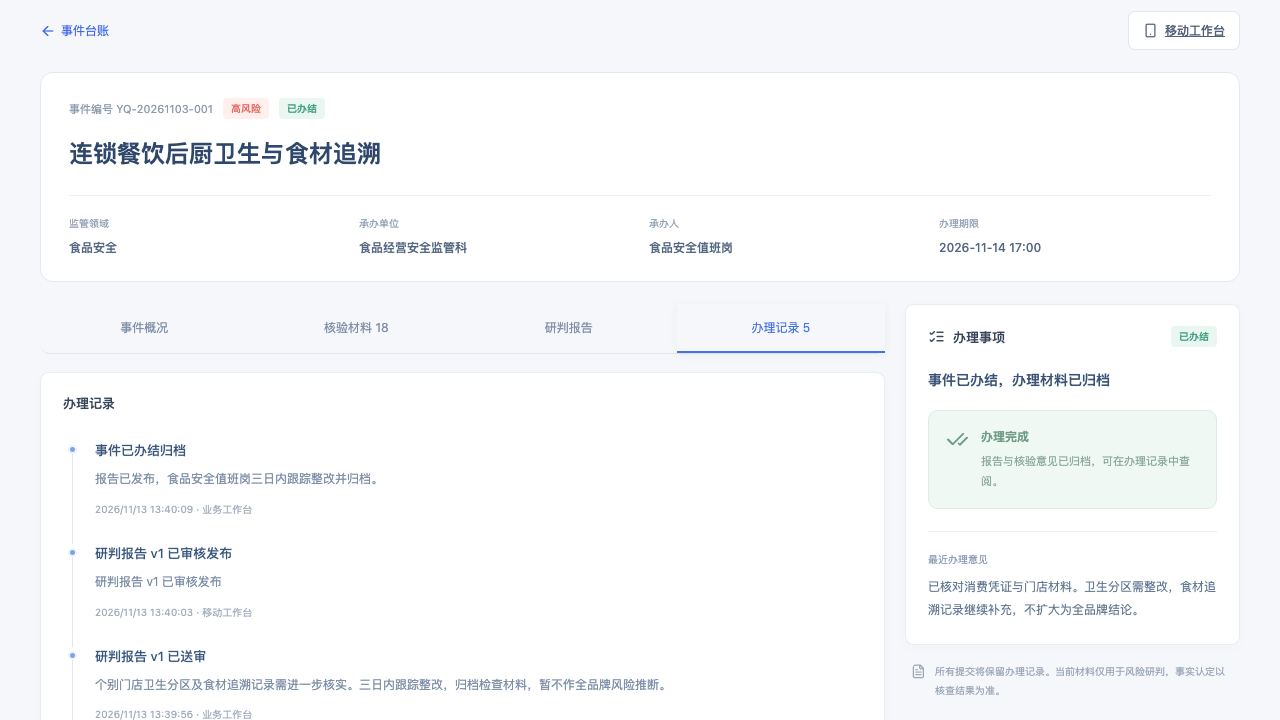 事件台账
移动工作台
事件编号 YQ-20261103-001
高风险
已办结
连锁餐饮后厨卫生与食材追溯
监管领域
承办单位
承办人
办理期限
食品安全
食品经营安全监管科
食品安全值班岗
2026-11-14 17:00
事件概况
核验材料 18
研判报告
办理记录 5
办理记录
事件已办结归档
报告已发布，食品安全值班岗三日内跟踪整改并归档。
2026/11/13 13:40:09 · 业务工作台
研判报告 v1 已审核发布
研判报告 v1 已审核发布
2026/11/13 13:40:03 · 移动工作台
研判报告 v1 已送审
个别门店卫生分区及食材追溯记录需进一步核实。三日内跟踪整改，归档检查材料，暂不作全品牌风险推断。
2026/11/13 13:39:56 · 业务工作台
办理事项
已办结
事件已办结，办理材料已归档
办理完成
报告与核验意见已归档，可在办理记录中查
阅。
最近办理意见
已核对消费凭证与门店材料。卫生分区需整改，食材追
溯记录继续补充，不扩大为全品牌结论。
所有提交将保留办理记录。当前材料仅用于风险研判，事实认定以
核查结果为准。